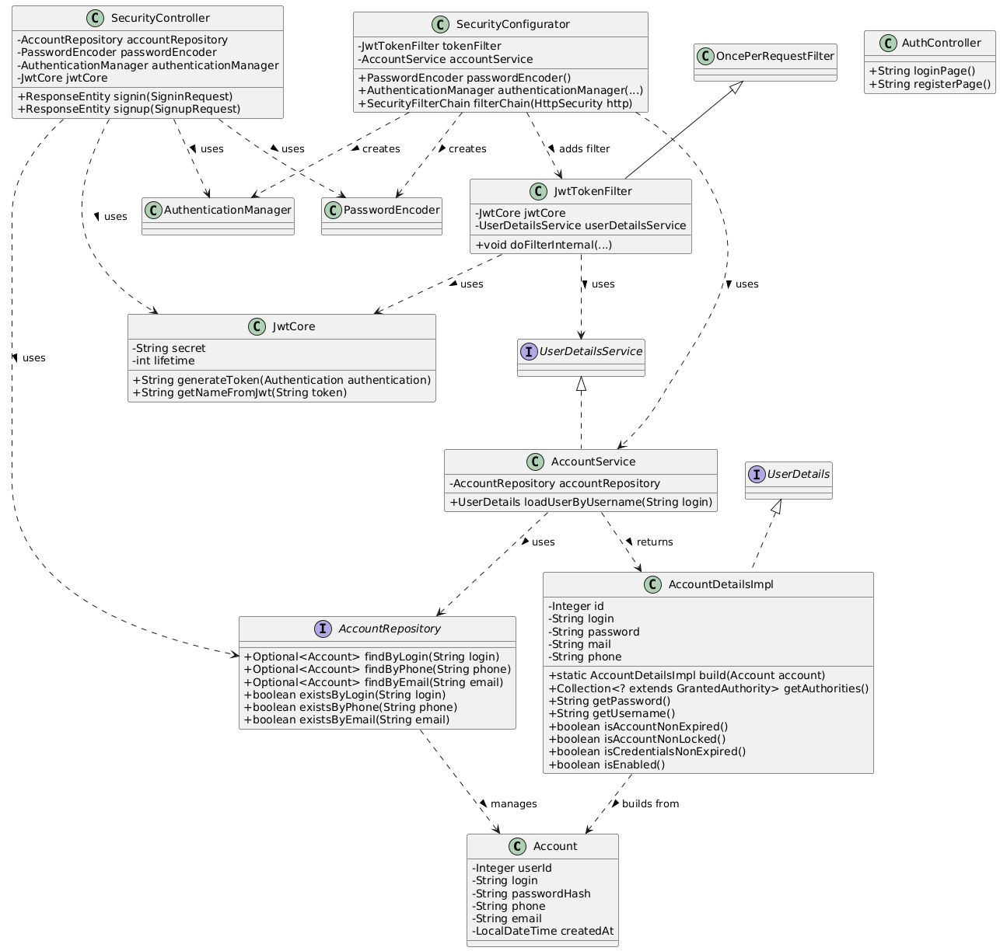 SecurityController
-AccountRepository accountRepository
-PasswordEncoder passwordEncoder
-AuthenticationManager authenticationManager
-JwtCore jwtCore
+ResponseEntity signin(SigninRequest)
+ResponseEntity signup(SignupRequest)
SecurityConfigurator
-JwtTokenFilter tokenFilter
-AccountService accountService
+PasswordEncoder passwordEncoder()
+AuthenticationManager authenticationManager(...)
+SecurityFilterChain filterChain(HttpSecurity http)
OncePerRequestFilter
AuthController
+String loginPage()
+String registerPage()
uses
uses
creates
creates
adds filter
AuthenticationManager
PasswordEncoder
JwtTokenFilter
-JwtCore jwtCore
-UserDetailsService userDetailsService
+void doFilterInternal(...)
uses
uses
uses
uses
JwtCore
-String secret
-int lifetime
+String generateToken(Authentication authentication)
+String getNameFromJwt(String token)
UserDetailsService
uses
AccountService
-AccountRepository accountRepository
+UserDetails loadUserByUsername(String login)
UserDetails
uses
returns
AccountRepository
+Optional<Account> findByLogin(String login)
+Optional<Account> findByPhone(String phone)
+Optional<Account> findByEmail(String email)
+boolean existsByLogin(String login)
+boolean existsByPhone(String phone)
+boolean existsByEmail(String email)
AccountDetailsImpl
-Integer id
-String login
-String password
-String mail
-String phone
+static AccountDetailsImpl build(Account account)
+Collection<? extends GrantedAuthority> getAuthorities()
+String getPassword()
+String getUsername()
+boolean isAccountNonExpired()
+boolean isAccountNonLocked()
+boolean isCredentialsNonExpired()
+boolean isEnabled()
manages
builds from
Account
-Integer userId
-String login
-String passwordHash
-String phone
-String email
-LocalDateTime createdAt